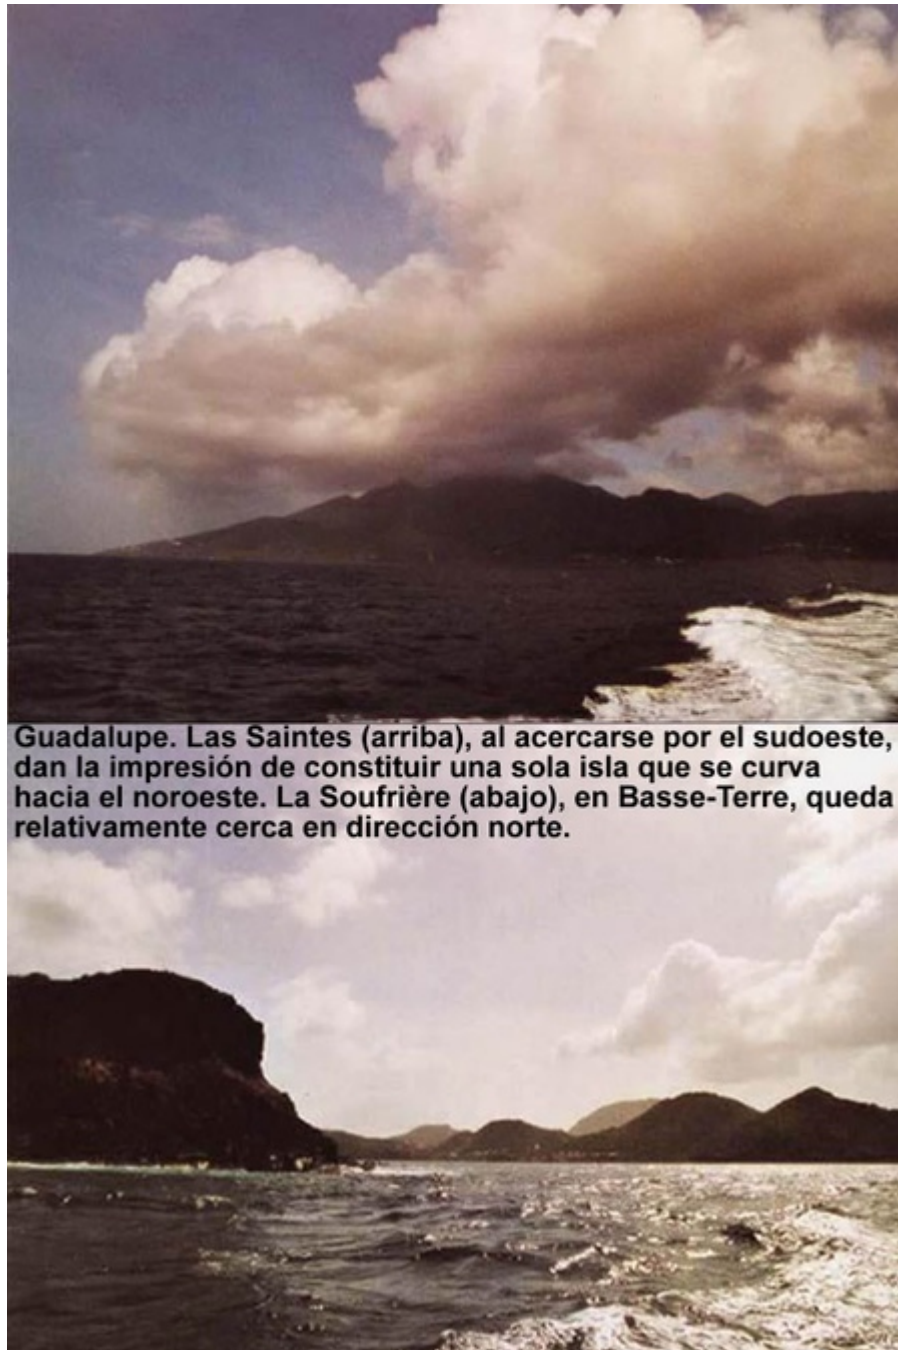 Guadalupe. Las Saintes (arriba), al acercarse por el sudoeste,
dan la impresión de constituir una sola isla que se curva
hacia el noroeste. La Soufrière (abajo), en Basse-Terre, queda
relativamente cerca en dirección norte.